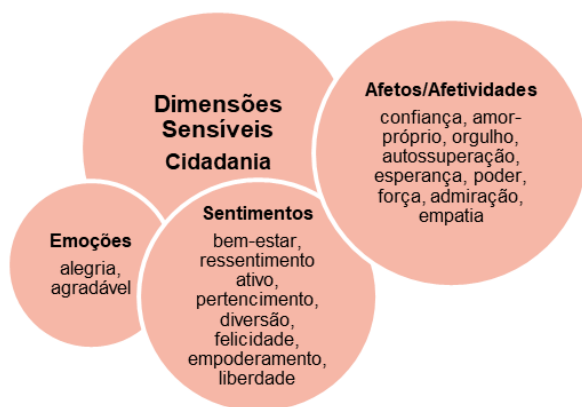 Dimensões
Sensíveis
Cidadania
Afetos/Afetividades
confiança, amor-
próprio, orgulho,
autossuperação,
esperança, poder,
força, admiração,
empatia
Emoções
alegria,
agradável
Sentimentos
bem-estar,
ressentimento
ativo,
pertencimento,
diversão,
felicidade,
empoderamento,
liberdade